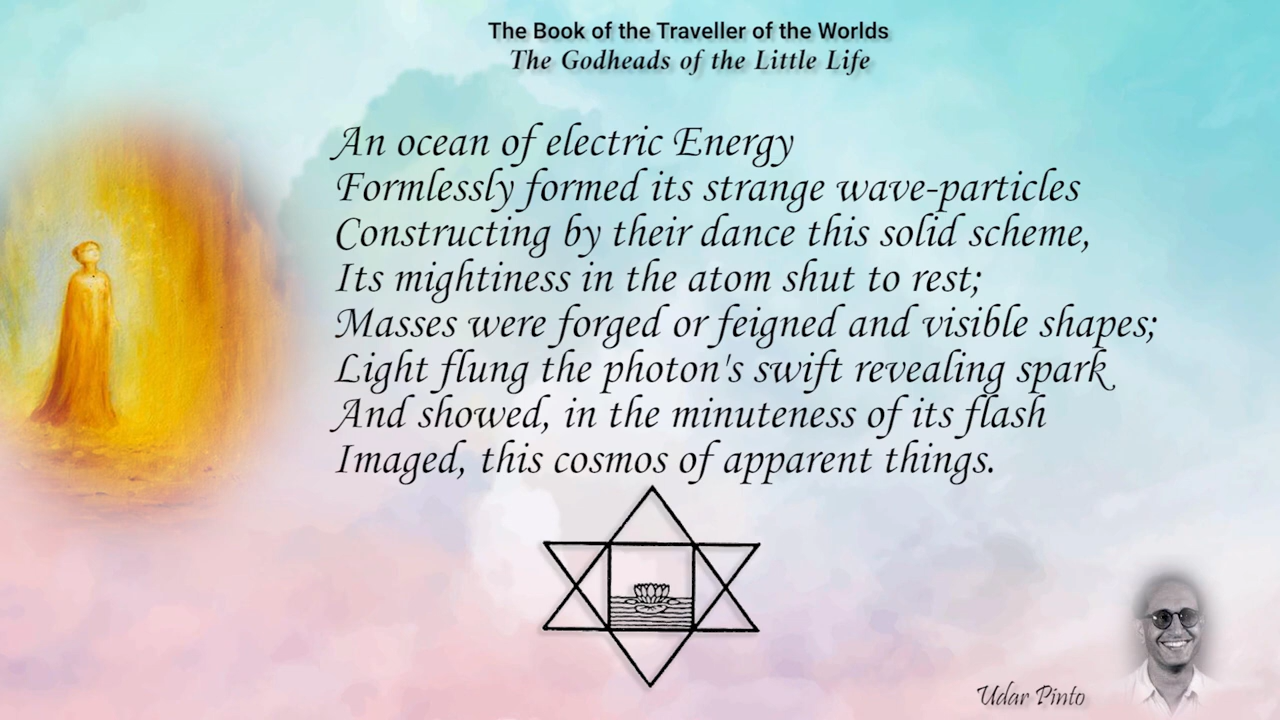 The Book of the Traveller of the Worlds
The Godheads of the Little Life
An ocean of electric Energy
Formlessly formed its strange wave-particles
Constructing by their dance this solid scheme,
Its mightiness in the atom shut to rest;
Masses were forged or feigned and visible shapes;
Light flung the photon's swift revealing spark
And showed, in the minuteness of its flash
Imaged, this cosmos of apparent things.
Udar Pinto